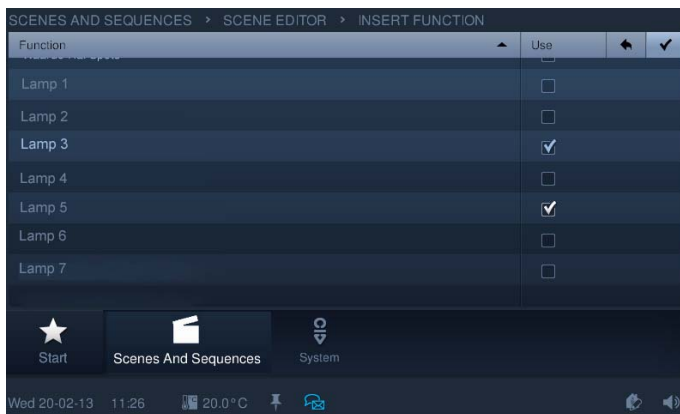 SCENES AND SEQUENCES > SCENE EDITOR > INSERT FUNCTION
Function Use
Lamp 1
Lamp 2
Lamp 3
Lamp 4
Lamp 5
Lamp 6
Lamp 7
Start Scenes And Sequences System
Wed 20-02-13 11:26 20.0°C